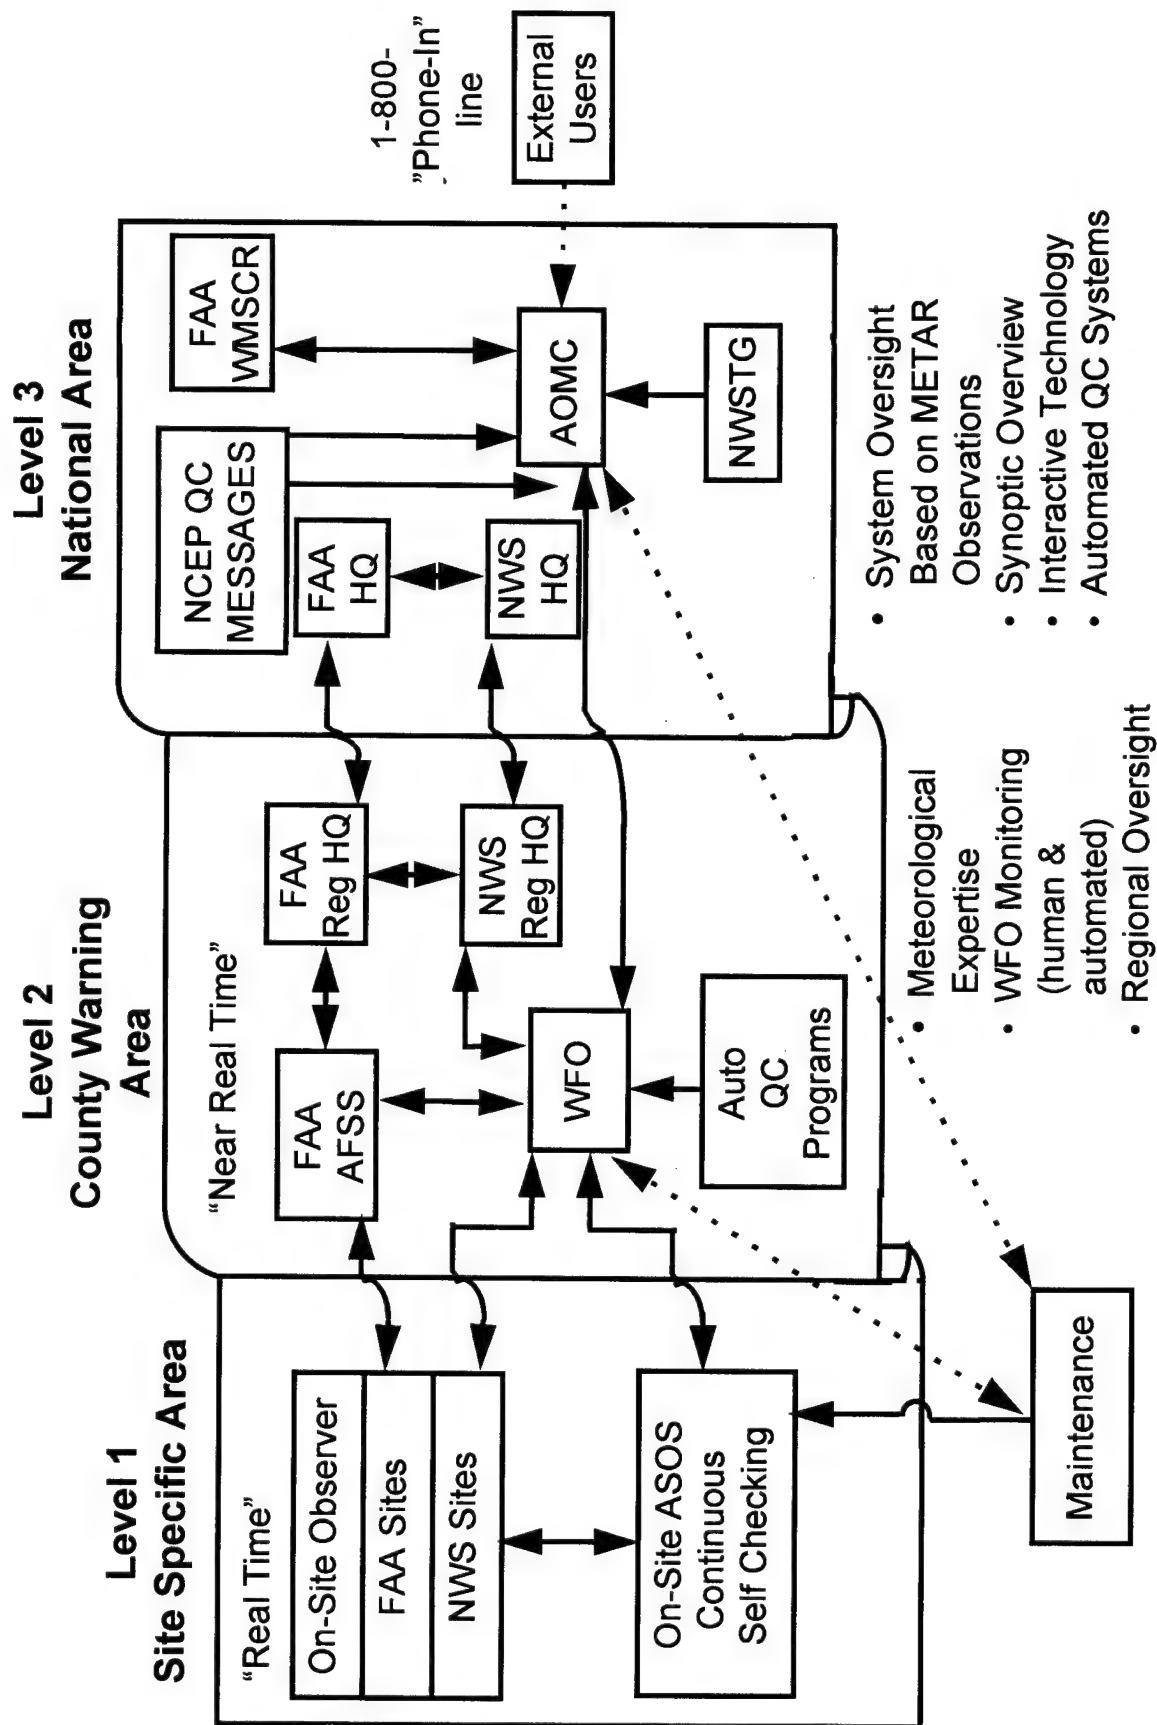 Level 1
Site Specific Area
“Real Time”
On-Site Observer
FAA Sites
NWS Sites
On-Site ASOS
Continuous
Self Checking
Maintenance
Level 2
County Warning
Area
“Near Real Time”
FAA
AFSS
FAA
Reg HQ
NWS
Reg HQ
WFO
Auto
QC
Programs
• Meteorological
Expertise
• WFO Monitoring
(human &
automated)
• Regional Oversight
Level 3
National Area
NCEP QC
MESSAGES
FAA
WMSCR
FAA
HQ
NWS
HQ
AOMC
NWSTG
• System Oversight
Based on METAR
Observations
• Synoptic Overview
• Interactive Technology
• Automated QC Systems
1-800-
”Phone-In”
line
External
Users